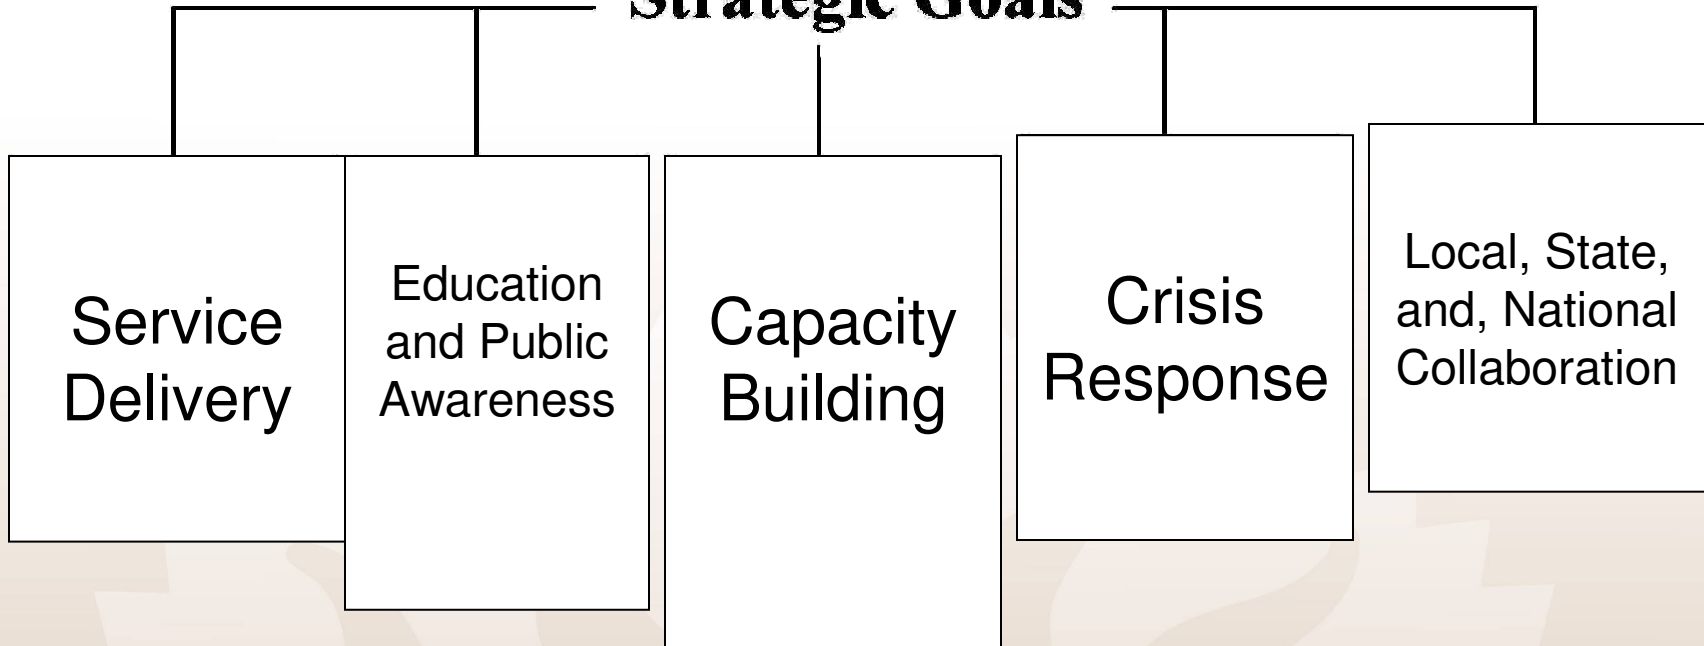 Strategic Goals
Service
Delivery
Education
and Public
Awareness
Capacity
Building
Crisis
Response
Local, State,
and, National
Collaboration